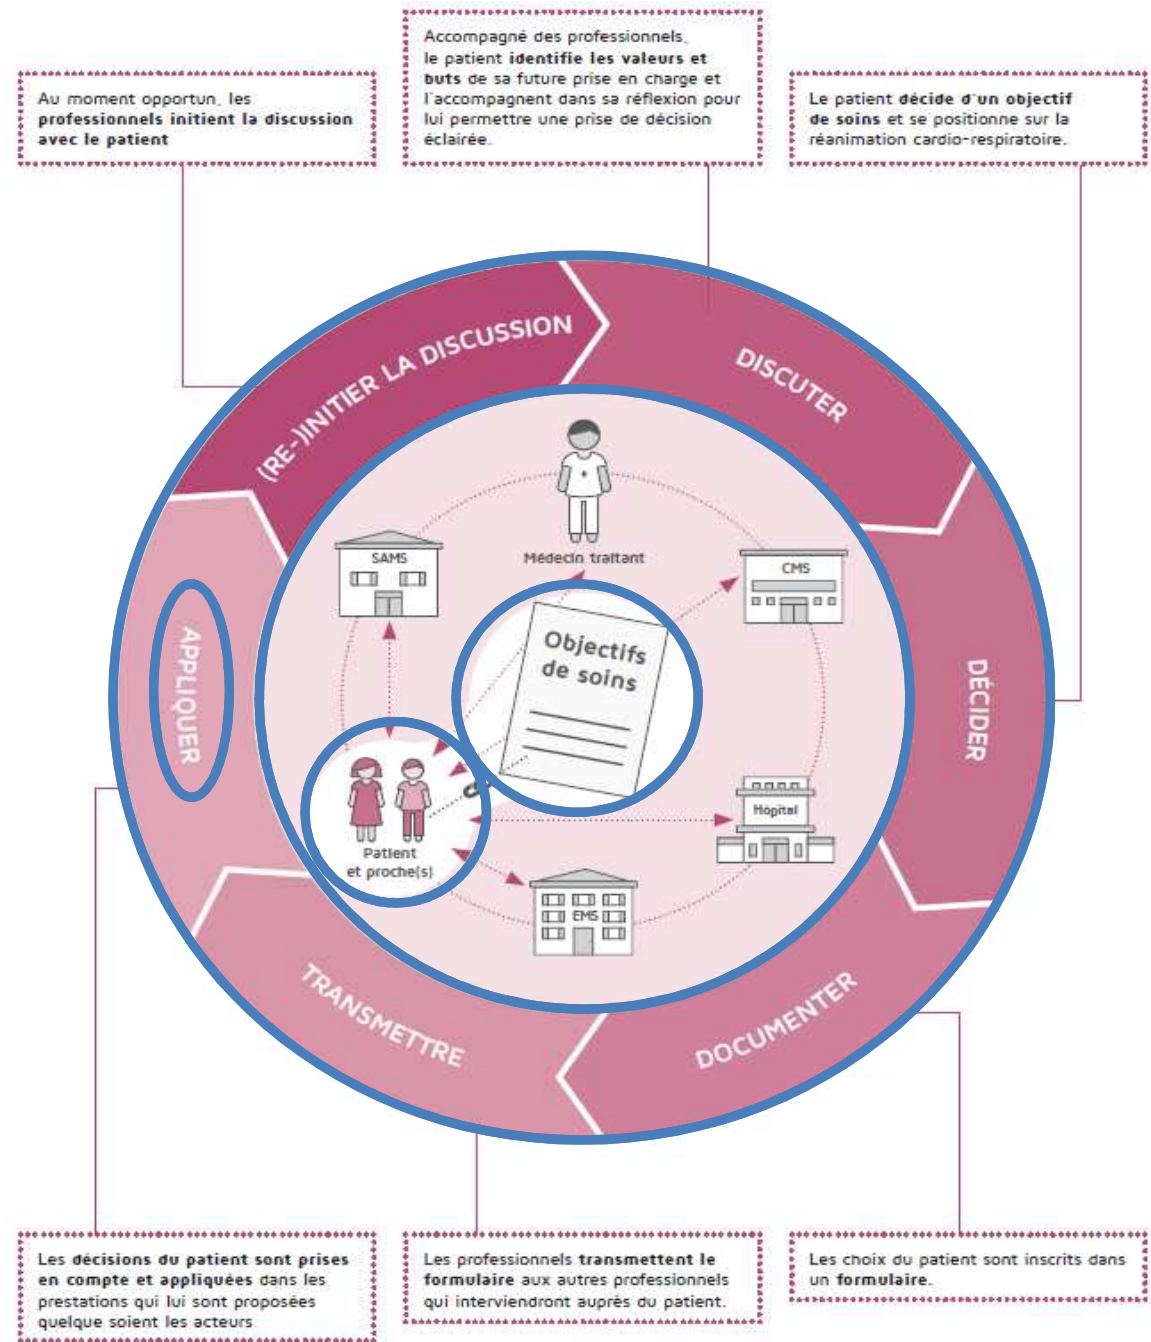 Au moment opportun, les
professionnels initient la discussion
avec le patient
Accompagné des professionnels,
le patient identifie les valeurs et
buts de sa future prise en charge et
l'accompagnent dans sa réflexion pour
lui permettre une prise de décision
éclairée.
Le patient décide d'un objectif
de soins et se positionne sur la
réanimation cardio-respiratoire.
(RE-)INITIER LA DISCUSSION
DISCUTER
DÉCIDER
DOCUMENTER
TRANSMETTRE
APPLIQUER
Médecin traitant
SAMS
CMS
Objectifs
de soins
Hôpital
EMS
Patient
et proche(s)
Les décisions du patient sont prises
en compte et appliquées dans les
prestations qui lui sont proposées
quelque soient les acteurs
Les professionnels transmettent le
formulaire aux autres professionnels
qui interviendront auprès du patient.
Les choix du patient sont inscrits dans
un formulaire.